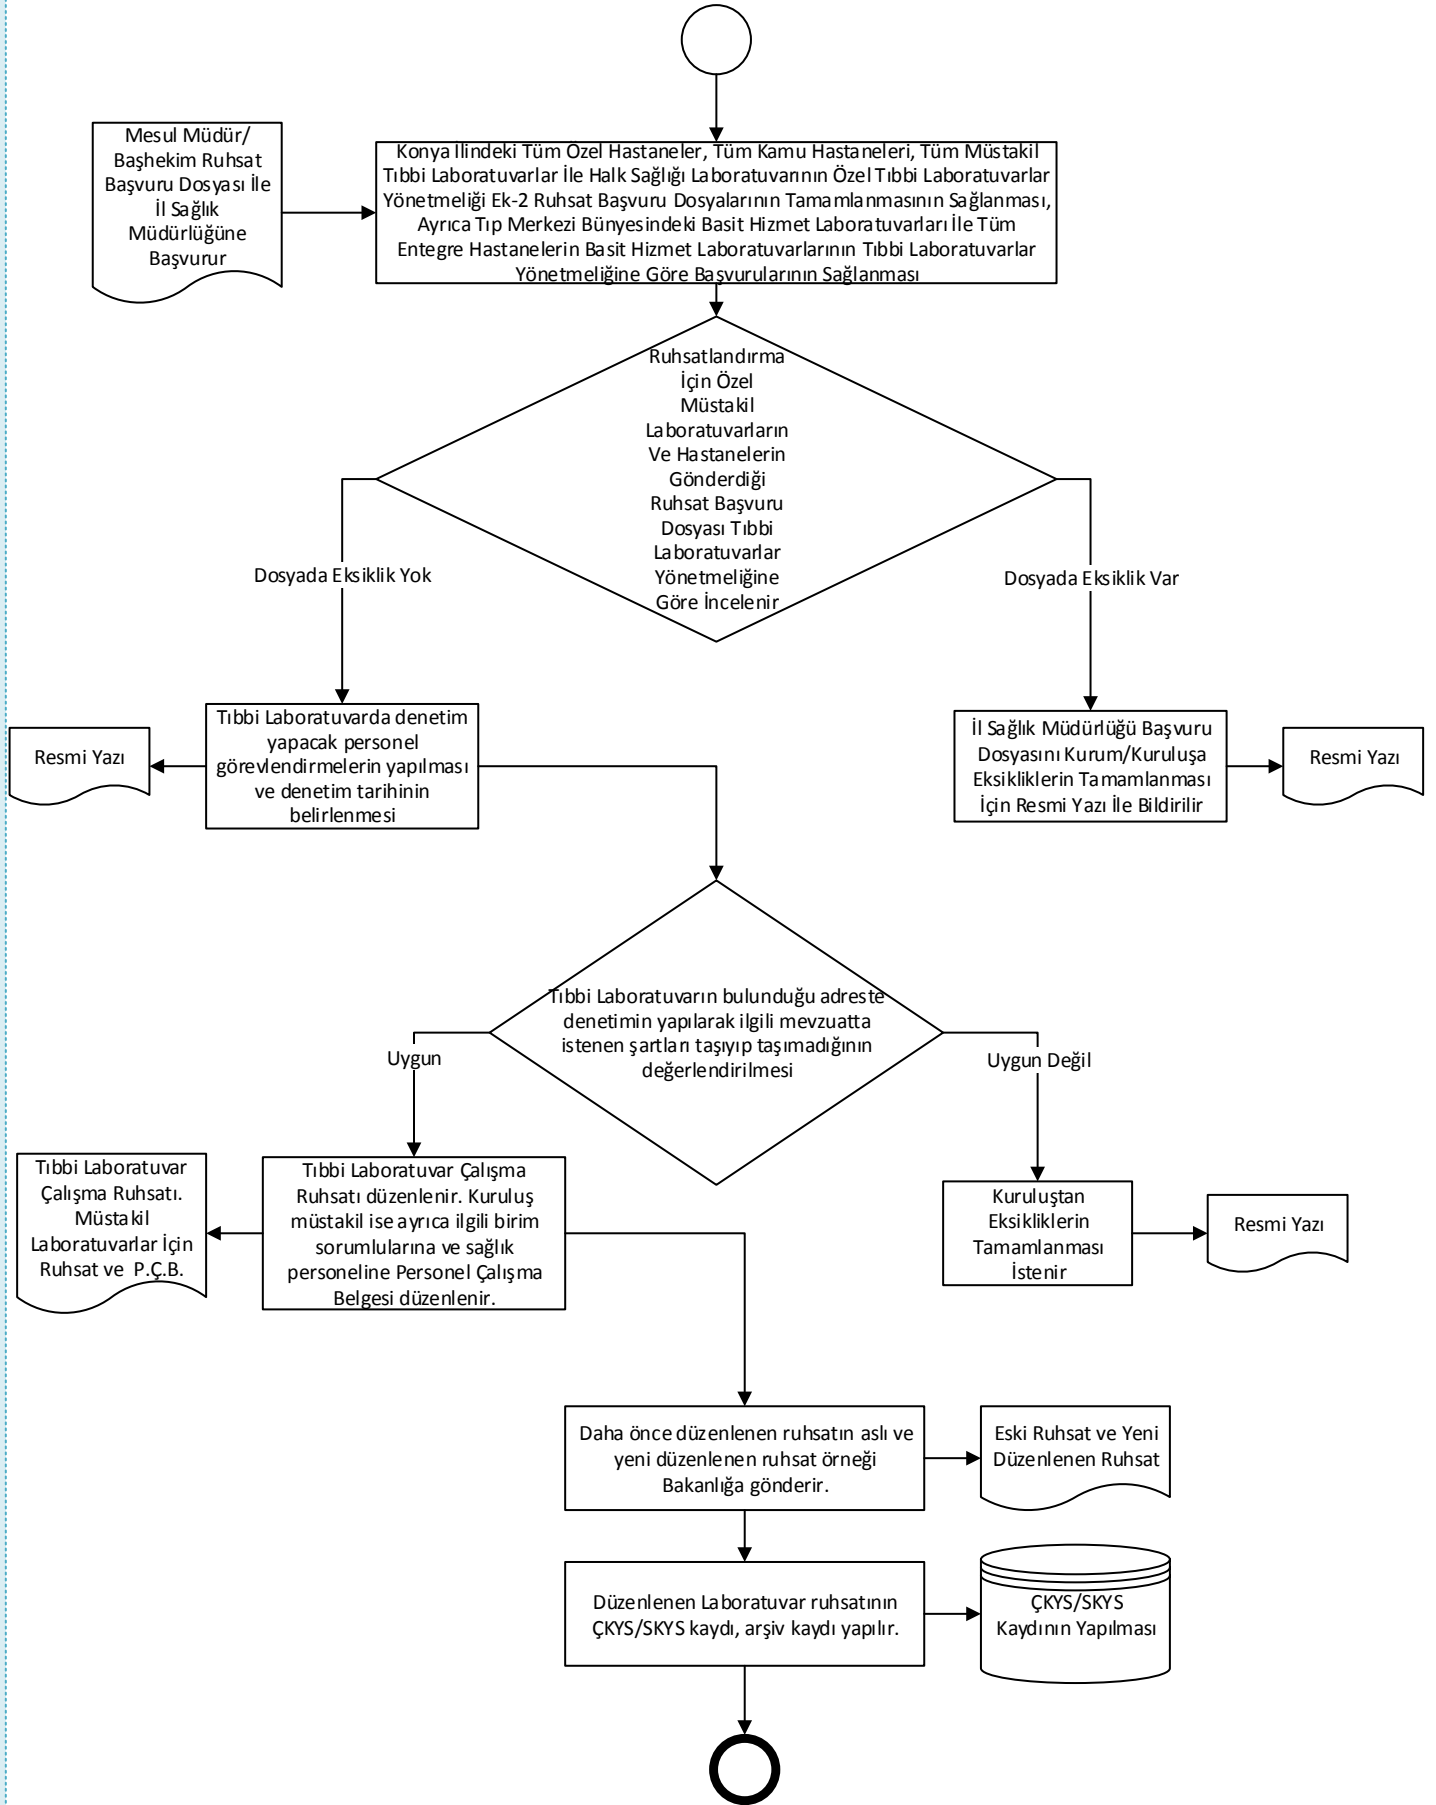 Mesul Müdür/
Başhekim Ruhsat
Başvuru Dosyası İle
İl Sağlık
Müdürlüğüne
Başvurur
Konya İlindeki Tüm Özel Hastaneler, Tüm Kamu Hastaneleri, Tüm Müstakil
Tıbbi Laboratuvarlar İle Halk Sağlığı Laboratuvarının Özel Tıbbi Laboratuvarlar
Yönetmeliği Ek-2 Ruhsat Başvuru Dosyalarının Tamamlanmasının Sağlanması,
Ayrıca Tıp Merkezi Bünyesindeki Basit Hizmet Laboratuvarları İle Tüm
Entegre Hastanelerin Basit Hizmet Laboratuvarlarının Tıbbi Laboratuvarlar
Yönetmeliğine Göre Başvurularının Sağlanması
Ruhsatlandırma
İçin Özel
Müstakil
Laboratuvarların
Ve Hastanelerin
Gönderdiği
Ruhsat Başvuru
Dosyası Tıbbi
Laboratuvarlar
Yönetmeliğine
Göre İncelenir
Dosyada Eksiklik Yok
Dosyada Eksiklik Var
Resmi Yazı
Tıbbi Laboratuvarda denetim
yapacak personel
görevlendirmelerin yapılması
ve denetim tarihinin
belirlenmesi
İl Sağlık Müdürlüğü Başvuru
Dosyasını Kurum/Kuruluşa
Eksikliklerin Tamamlanması
İçin Resmi Yazı İle Bildirilir
Resmi Yazı
Tıbbi Laboratuvarın bulunduğu adreste
denetimin yapılarak ilgili mevzuatta
istenen şartları taşıyıp taşımadığının
değerlendirilmesi
Uygun
Uygun Değil
Tıbbi Laboratuvar
Çalışma Ruhsatı.
Müstakil
Laboratuvarlar İçin
Ruhsat ve P.Ç.B.
Tıbbi Laboratuvar Çalışma
Ruhsatı düzenlenir. Kuruluş
müstakil ise ayrıca ilgili birim
sorumlularına ve sağlık
personeline Personel Çalışma
Belgesi düzenlenir.
Kuruluştan
Eksikliklerin
Tamamlanması
İstenir
Resmi Yazı
Daha önce düzenlenen ruhsatın aslı ve
yeni düzenlenen ruhsat örneği
Bakanlığa gönderir.
Eski Ruhsat ve Yeni
Düzenlenen Ruhsat
Düzenlenen Laboratuvar ruhsatının
ÇKYS/SKYS kaydı, arşiv kaydı yapılır.
ÇKYS/SKYS
Kaydının Yapılması